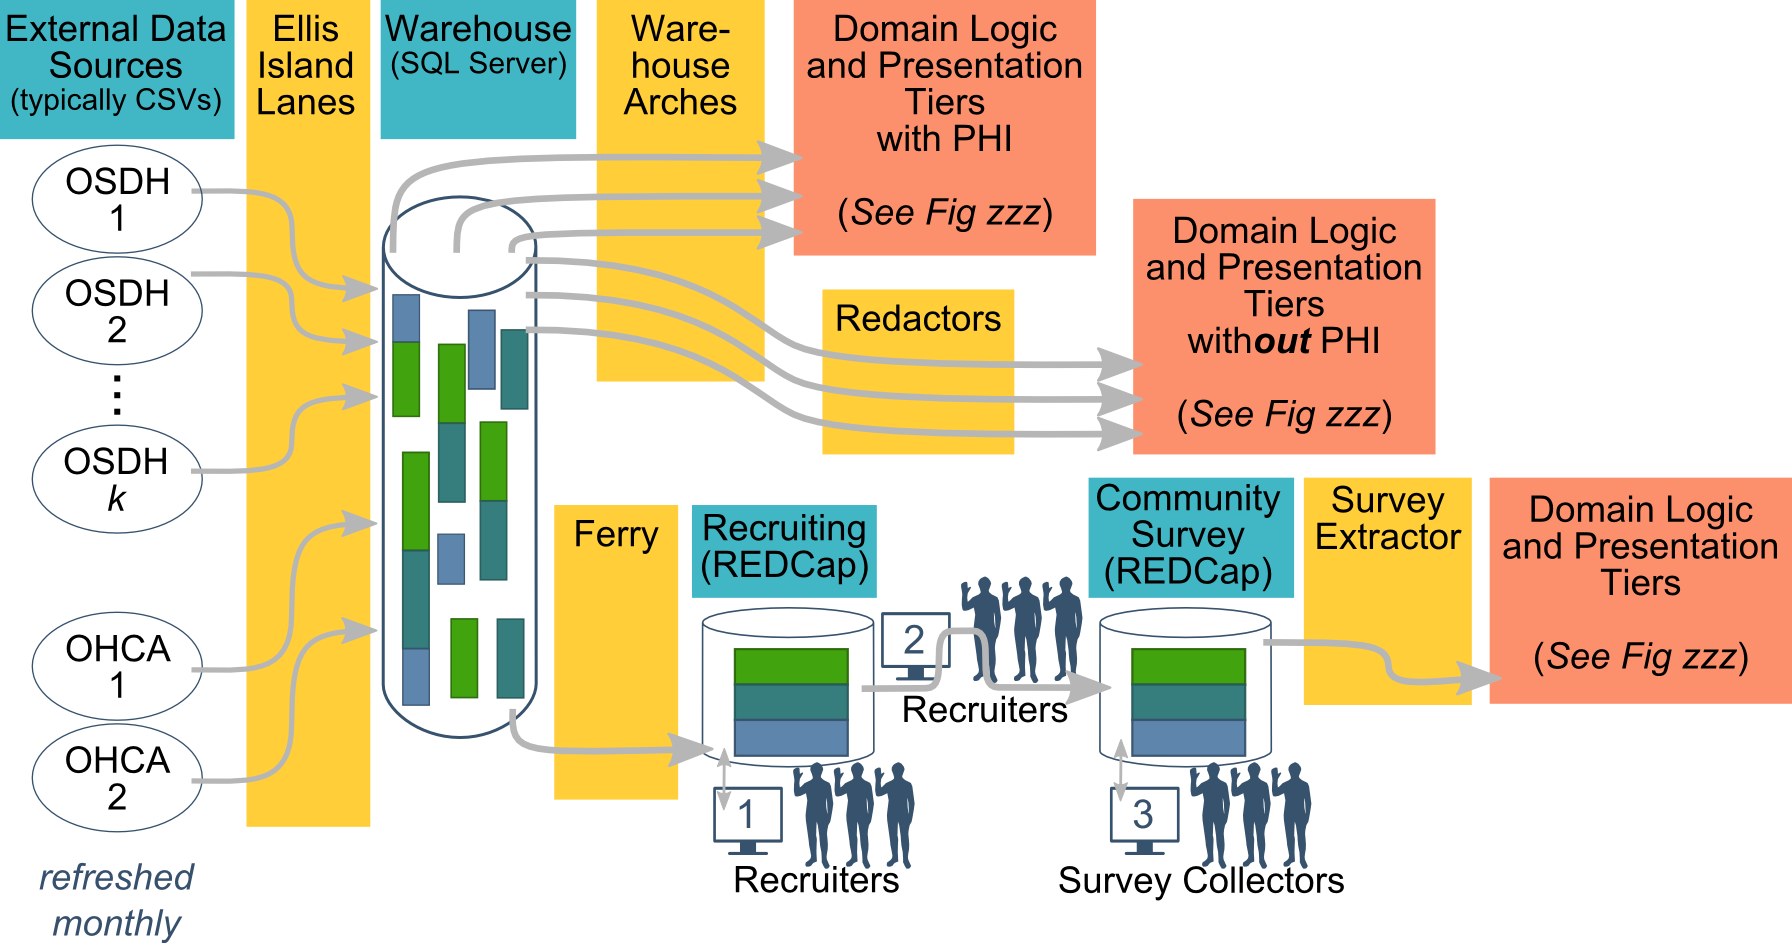 External Data
Sources
(typically CSVs)
Ellis
Island
Lanes
Warehouse
(SQL Server)
Ware-
house
Arches
Domain Logic
and Presentation
Tiers
with PHI
(See Fig zzz)
OSDH
1
OSDH
2
⋮
OSDH
k
OHCA
1
OHCA
2
refreshed
monthly
Redactors
Domain Logic
and Presentation
Tiers
without PHI
(See Fig zzz)
Ferry
Recruiting
(REDCap)
1
Recruiters
2
Recruiters
Community
Survey
(REDCap)
3
Survey Collectors
Survey
Extractor
Domain Logic
and Presentation
Tiers
(See Fig zzz)